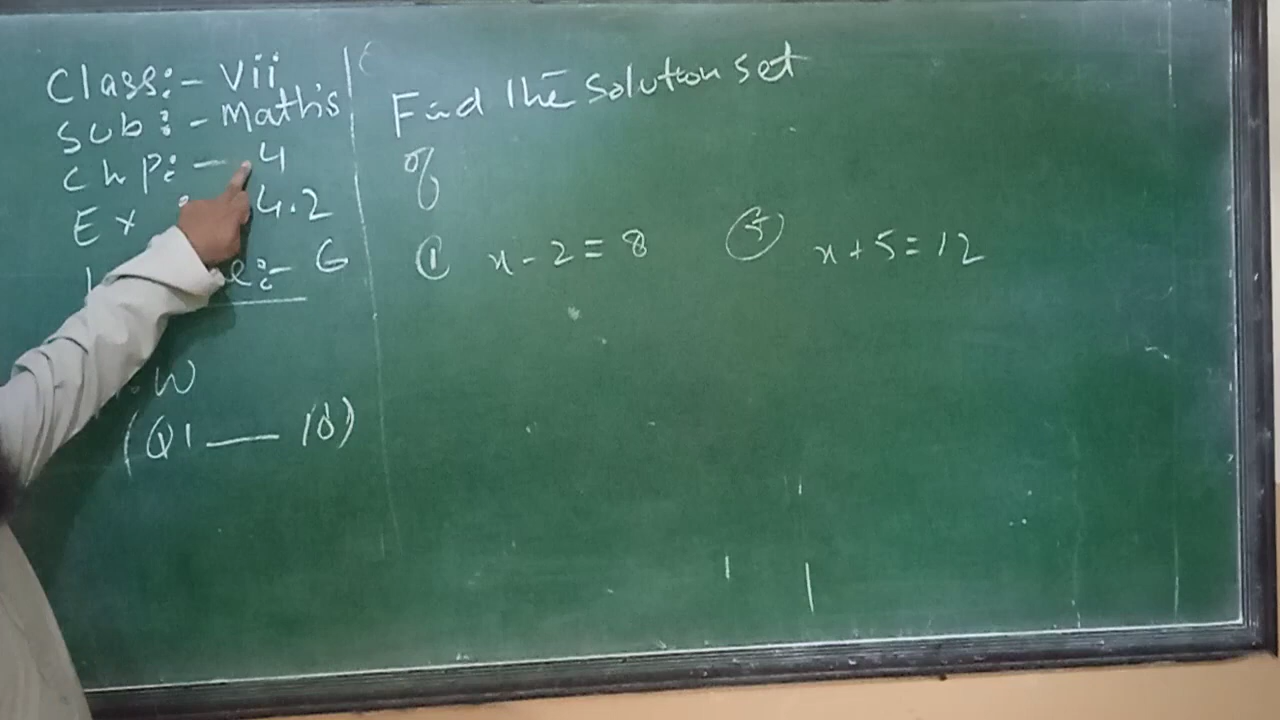 Class:- Vii
Sub:- Maths
Chp:- 4
Ex 4.2
:- G
W
(Q1 — 10)
Find the solution set
of
① x - 2 = 8
x + 5 = 12